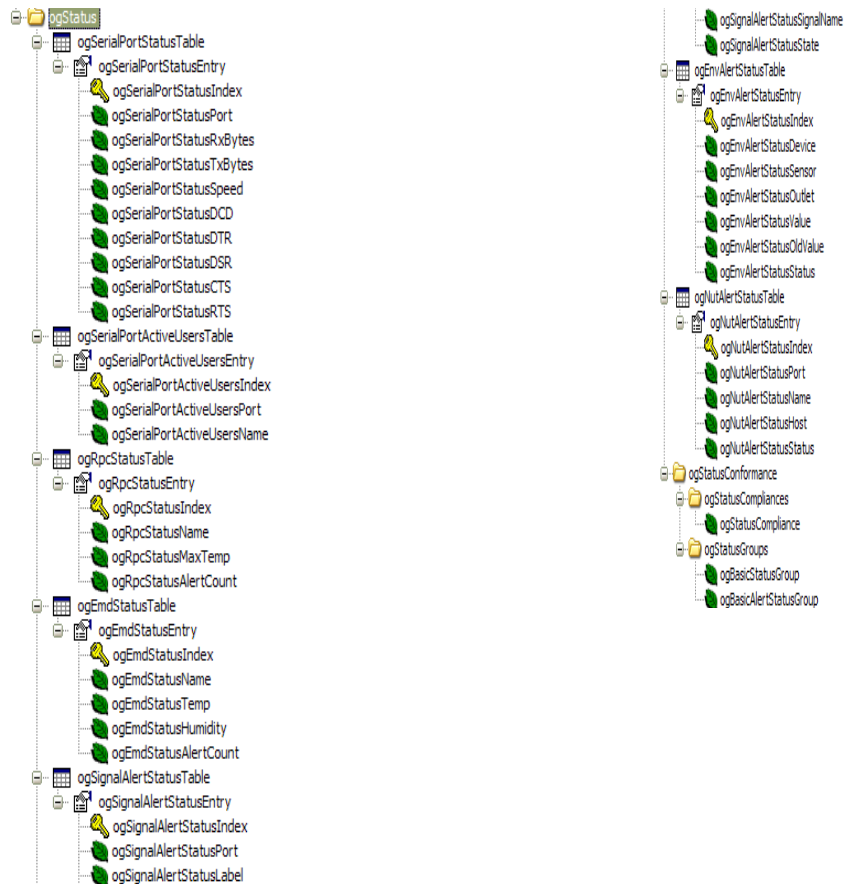 ogStatus
ogSerialPortStatusTable
ogSerialPortStatusEntry
ogSerialPortStatusIndex
ogSerialPortStatusPort
ogSerialPortStatusRxBytes
ogSerialPortStatusTxBytes
ogSerialPortStatusSpeed
ogSerialPortStatusDCD
ogSerialPortStatusDTR
ogSerialPortStatusDSR
ogSerialPortStatusCTS
ogSerialPortStatusRTS
ogSerialPortActiveUsersTable
ogSerialPortActiveUsersEntry
ogSerialPortActiveUsersIndex
ogSerialPortActiveUsersPort
ogSerialPortActiveUsersName
ogRpcStatusTable
ogRpcStatusEntry
ogRpcStatusIndex
ogRpcStatusName
ogRpcStatusMaxTemp
ogRpcStatusAlertCount
ogEmdStatusTable
ogEmdStatusEntry
ogEmdStatusIndex
ogEmdStatusName
ogEmdStatusTemp
ogEmdStatusHumidity
ogEmdStatusAlertCount
ogSignalAlertStatusTable
ogSignalAlertStatusEntry
ogSignalAlertStatusIndex
ogSignalAlertStatusPort
ogSignalAlertStatusLabel
ogSignalAlertStatusSignalName
ogSignalAlertStatusState
ogEnvAlertStatusTable
ogEnvAlertStatusEntry
ogEnvAlertStatusIndex
ogEnvAlertStatusDevice
ogEnvAlertStatusSensor
ogEnvAlertStatusOutlet
ogEnvAlertStatusValue
ogEnvAlertStatusOldValue
ogEnvAlertStatusStatus
ogNutAlertStatusTable
ogNutAlertStatusEntry
ogNutAlertStatusIndex
ogNutAlertStatusPort
ogNutAlertStatusName
ogNutAlertStatusHost
ogNutAlertStatusStatus
ogStatusConformance
ogStatusCompliances
ogStatusCompliance
ogStatusGroups
ogBasicStatusGroup
ogBasicAlertStatusGroup